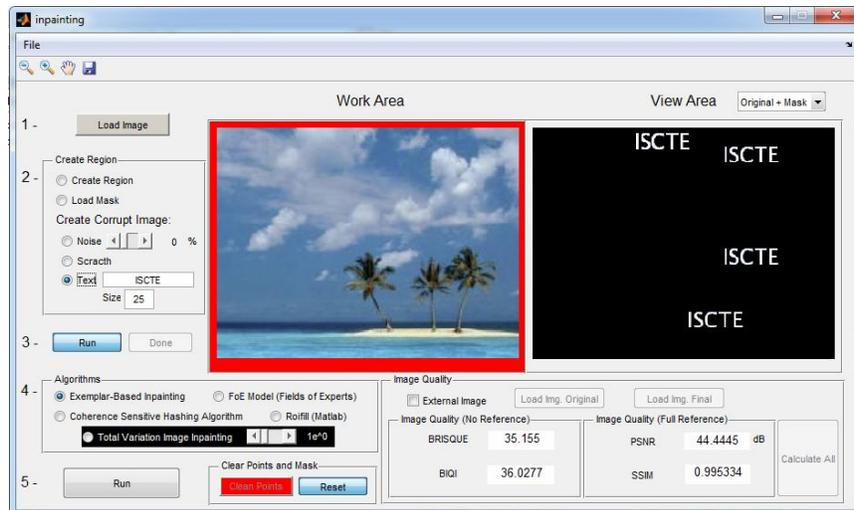 inpainting
File
Work Area
View Area
Original + Mask
1 -
Load Image
Create Region
2 -
Create Region
Load Mask
Create Corrupt Image:
Noise
0 %
Scracth
Text
ISCTE
Size
25
ISCTE
ISCTE
ISCTE
ISCTE
3 -
Run
Done
4 -
Algorithms
Exemplar-Based Inpainting
FoE Model (Fields of Experts)
Coherence Sensitive Hashing Algorithm
Roifill (Matlab)
Total Variation Image Inpainting
1e^0
Image Quality
External Image
Load Img. Original
Load Img. Final
Image Quality (No Reference)
BRISQUE
35.155
BIQI
36.0277
Image Quality (Full Reference)
PSNR
44.4445 dB
SSIM
0.995334
Calculate All
5 -
Run
Clear Points and Mask
Clean Points
Reset